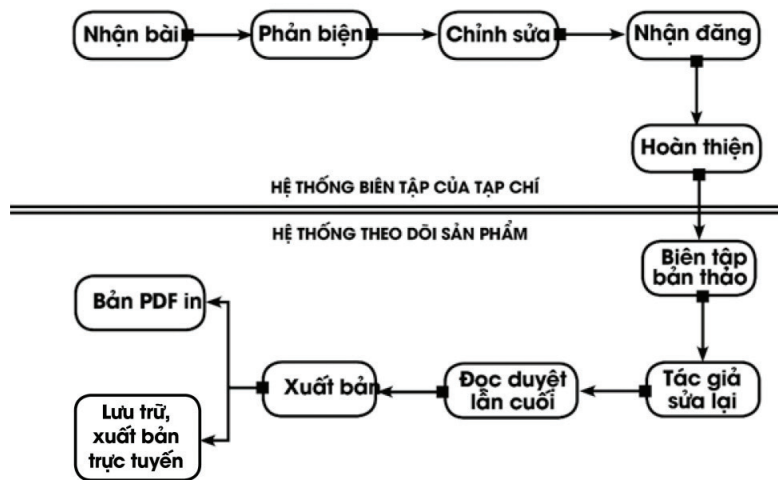 Nhận bài
Phản biện
Chỉnh sửa
Nhận đăng
Hoàn thiện
HỆ THỐNG BIÊN TẬP CỦA TẠP CHÍ
HỆ THỐNG THEO DÕI SẢN PHẨM
Biên tập
bản thảo
Tác giả
sửa lại
Đọc duyệt
lần cuối
Xuất bản
Bản PDF in
Lưu trữ,
xuất bản
trực tuyến